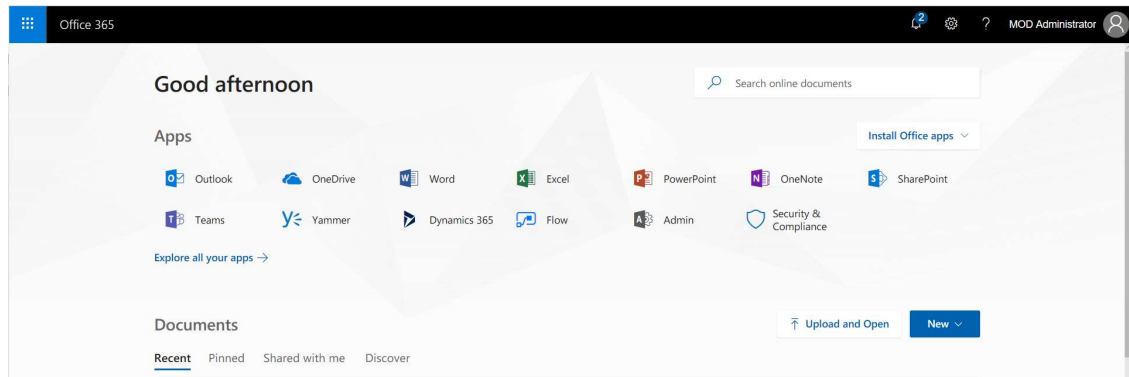 Office 365
2
?
MOD Administrator
Good afternoon
Search online documents
Apps
Install Office apps
Outlook OneDrive Word Excel PowerPoint OneNote SharePoint
Teams Yammer Dynamics 365 Flow Admin Security &
Compliance
Explore all your apps →
Documents
Upload and Open New
Recent Pinned Shared with me Discover